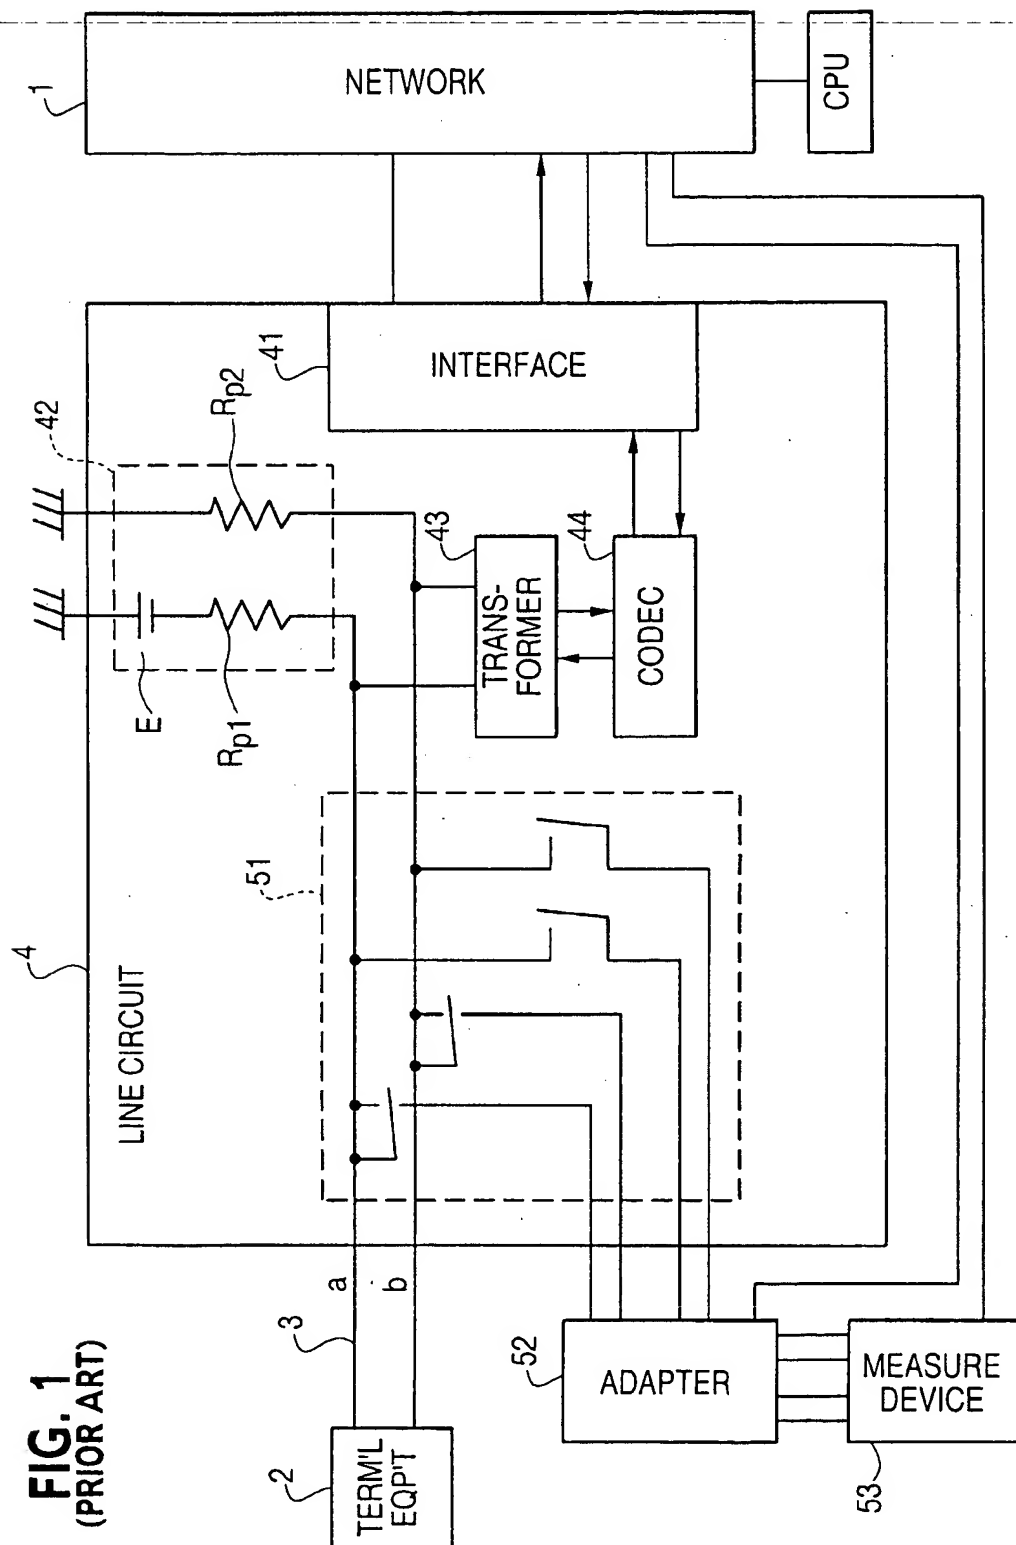 FIG. 1
(PRIOR ART)
1
NETWORK
CPU
4
LINE CIRCUIT
42
Rp2
E
Rp1
41
INTERFACE
43
TRANS-
FORMER
44
CODEC
51
3
a
b
2
TERM'L
EQP'T
52
ADAPTER
MEASURE
DEVICE
53